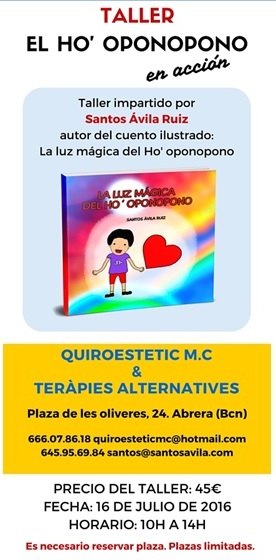 TALLER
EL HO' OPONOPONO
en acción
Taller impartido por
Santos Ávila Ruiz
autor del cuento ilustrado:
La luz mágica del Ho' oponopono
LA LUZ MÁGICA
DEL HO' OPONOPONO
SANTOS ÁVILA RUIZ
QUIROESTETIC M.C
&
TERÀPIES ALTERNATIVES
Plaza de les oliveres, 24. Abrera (Bcn)
666.07.86.18 quiroesteticmc@hotmail.com
645.95.69.84 santos@santosavila.com
PRECIO DEL TALLER: 45€
FECHA: 16 DE JULIO DE 2016
HORARIO: 10H A 14H
Es necesario reservar plaza. Plazas limitadas.